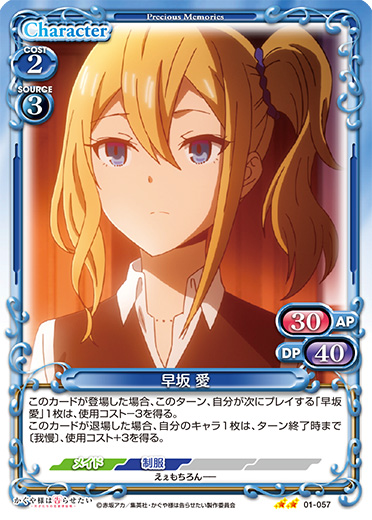 Precious Memories
Character
COST
2
SOURCE
3
30 AP
DP 40
早坂 愛
このカードが登場した場合、このターン、自分が次にプレイする「早坂
愛」1枚は、使用コスト−3を得る。
このカードが退場した場合、自分のキャラ1枚は、ターン終了時まで
〔我慢〕、使用コスト+3を得る。
メイド 制服
えぇもちろん――
かぐや様は告らせたい
©赤坂アカ/集英社・かぐや様は告らせたい製作委員会
01-057